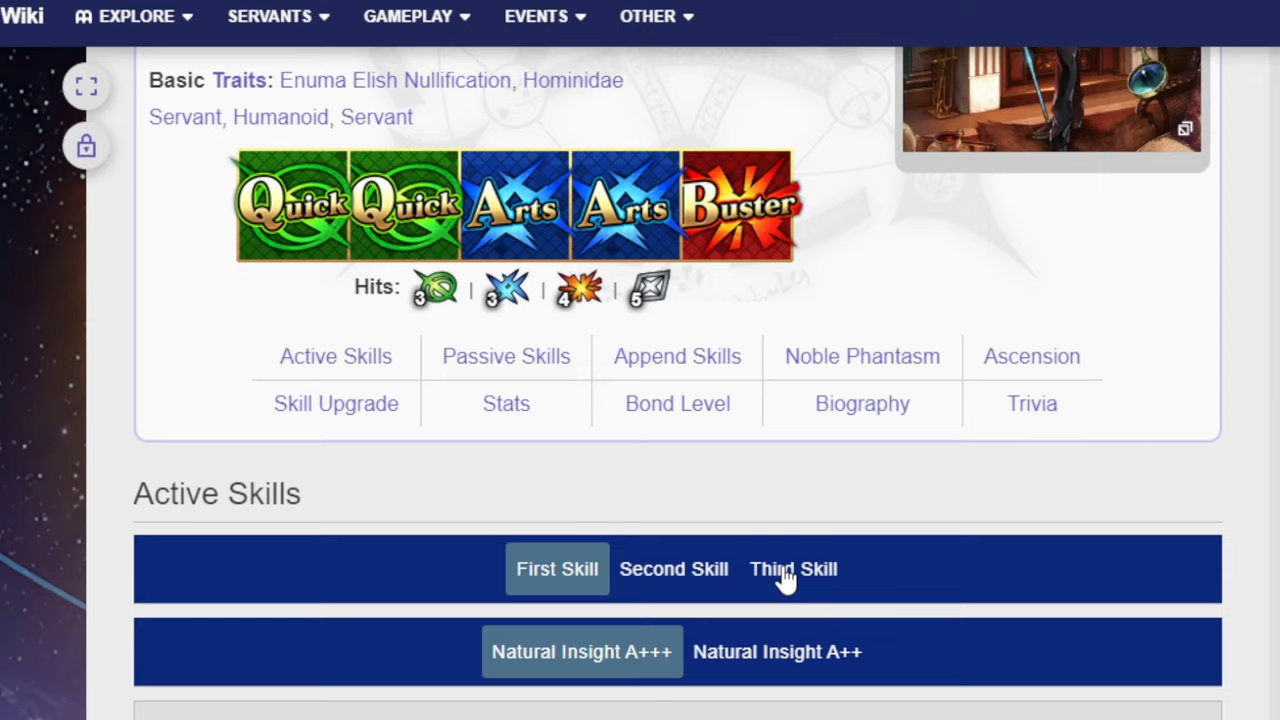 Wiki EXPLORE SERVANTS GAMEPLAY EVENTS OTHER
Basic Traits: Enuma Elish Nullification, Hominidae
Servant, Humanoid, Servant
Quick Quick Arts Arts Buster
Hits: 3 | 3 | 4 | 5
Active Skills Passive Skills Append Skills Noble Phantasm Ascension
Skill Upgrade Stats Bond Level Biography Trivia
Active Skills
First Skill Second Skill Third Skill
Natural Insight A+++ Natural Insight A++